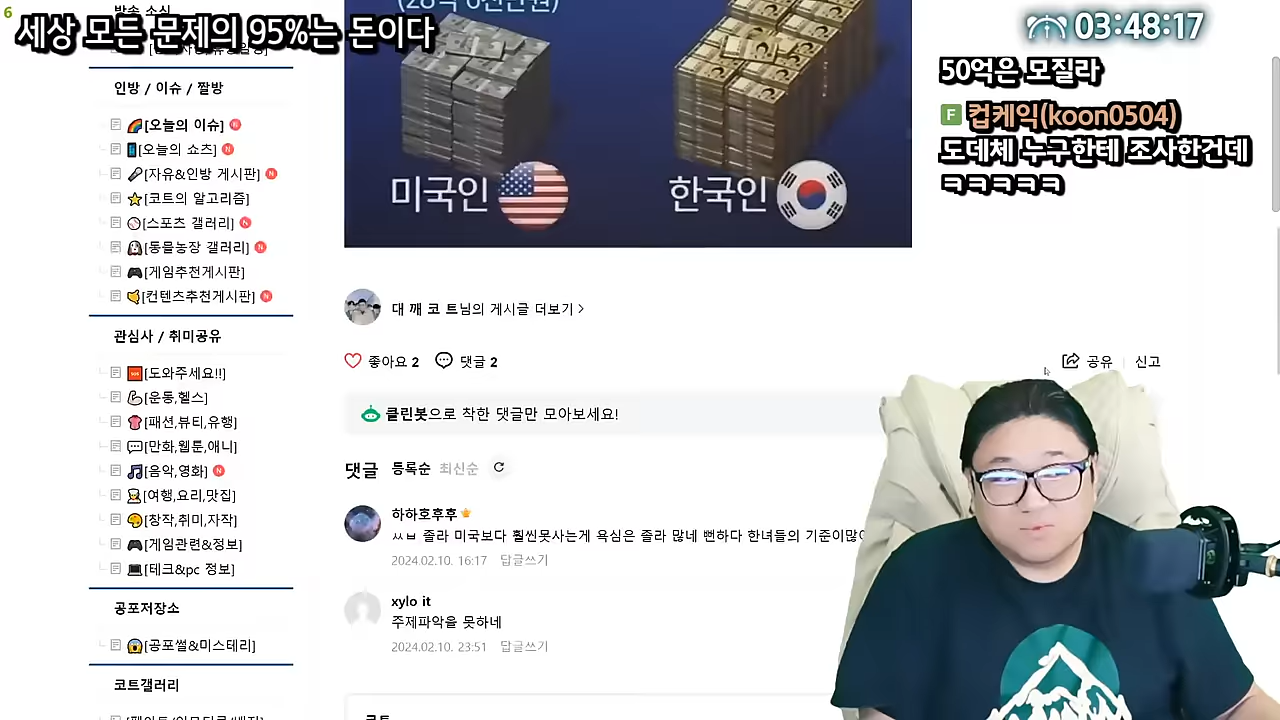 6
방송 소식
세상 모든 문제의 95%는 돈이다
인방 / 이슈 / 짤방
[오늘의 이슈] N
[오늘의 쇼츠] N
[자유&인방 게시판] N
[코트의 알고리즘]
[스포츠 갤러리] N
[동물농장 갤러리] N
[게임추천게시판]
[컨텐츠추천게시판] N
관심사 / 취미공유
[도와주세요!!]
[운동,헬스]
[패션,뷰티,유행]
[만화,웹툰,애니]
[음악,영화] N
[여행,요리,맛집]
[창작,취미,자작]
[게임관련&정보]
[테크&pc 정보]
공포저장소
[공포썰&미스테리]
코트갤러리
미국인
한국인
대 깨 코 트님의 게시글 더보기 >
좋아요 2 댓글 2
공유 신고
클린봇으로 착한 댓글만 모아보세요!
댓글 등록순 최신순
하하호후후
ㅆㅂ 졸라 미국보다 훨씬못사는게 욕심은 졸라 많네 뻔하다 한녀들의 기준이많
2024.02.10. 16:17 답글쓰기
xylo it
주제파악을 못하네
2024.02.10. 23:51 답글쓰기
03:48:17
50억은 모질라
F 컵케익(koon0504)
도데체 누구한테 조사한건데
ㅋㅋㅋㅋㅋ